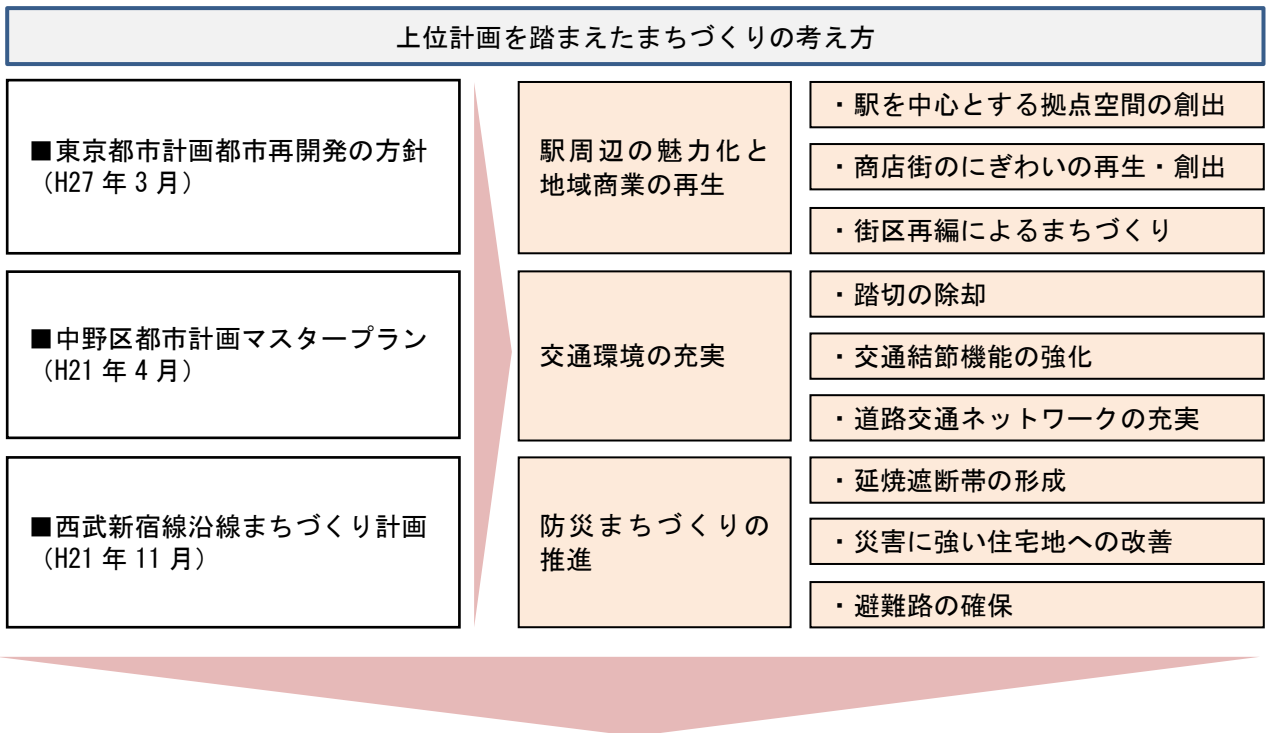 上位計画を踏まえたまちづくりの考え方
■東京都市計画都市再開発の方針
（H27 年 3 月）
■中野区都市計画マスタープラン
（H21 年 4 月）
■西武新宿線沿線まちづくり計画
（H21 年 11 月）
駅周辺の魅力化と
地域商業の再生
・駅を中心とする拠点空間の創出
・商店街のにぎわいの再生・創出
・街区再編によるまちづくり
交通環境の充実
・踏切の除却
・交通結節機能の強化
・道路交通ネットワークの充実
防災まちづくりの
推進
・延焼遮断帯の形成
・災害に強い住宅地への改善
・避難路の確保